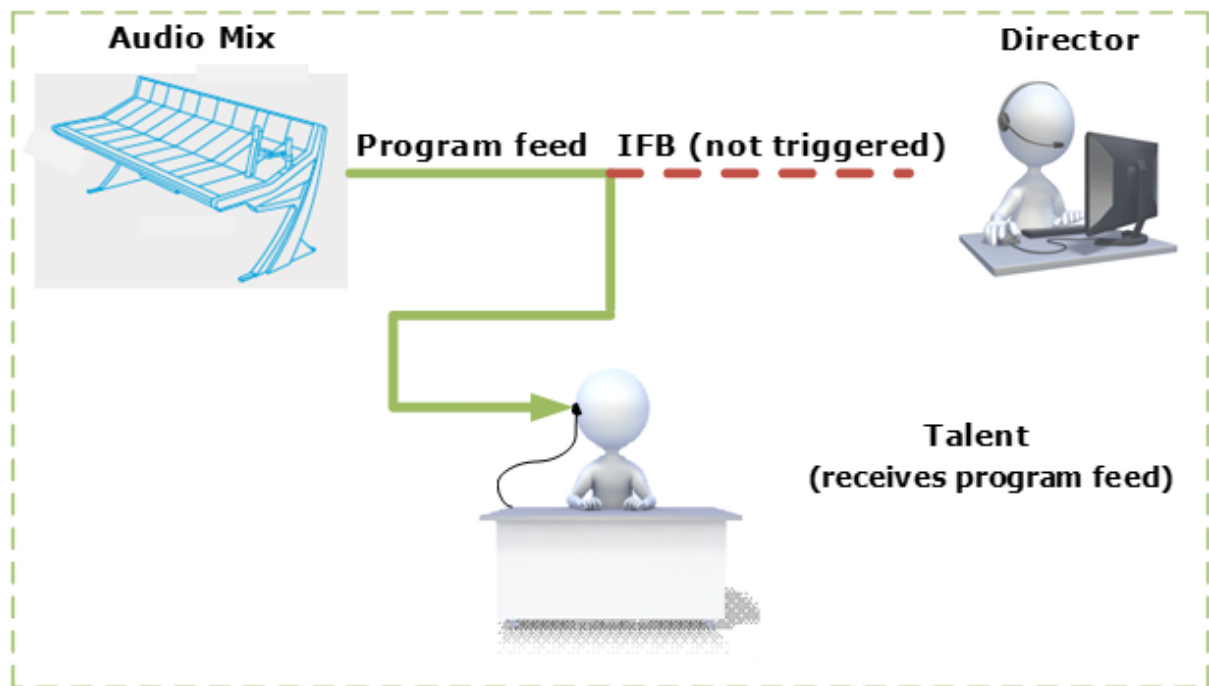 Audio Mix
Director
Program feed
IFB (not triggered)
Talent
(receives program feed)